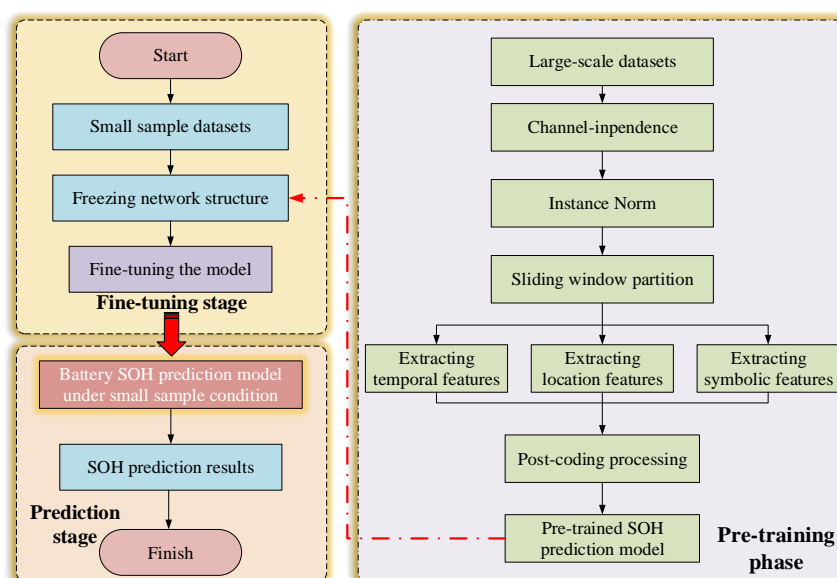 Start
Small sample datasets
Freezing network structure
Fine-tuning the model
Fine-tuning stage
Battery SOH prediction model
under small sample condition
SOH prediction results
Prediction
stage
Finish
Large-scale datasets
Channel-inpendence
Instance Norm
Sliding window partition
Extracting
temporal features
Extracting
location features
Extracting
symbolic features
Post-coding processing
Pre-trained SOH
prediction model
Pre-training
phase